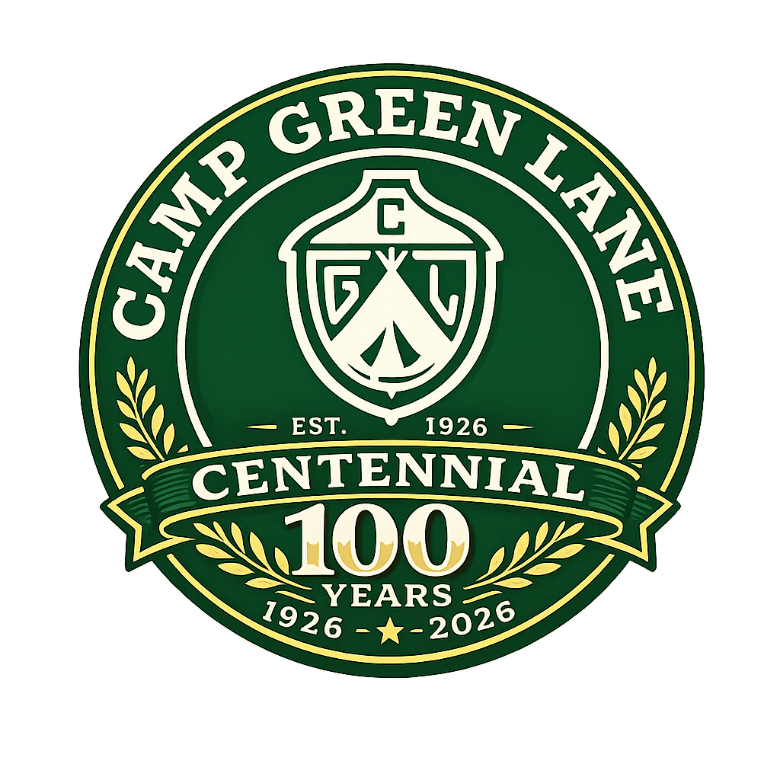 CAMP GREEN LANE
C
G L
EST. 1926
CENTENNIAL
100
YEARS
1926 - ★ - 2026